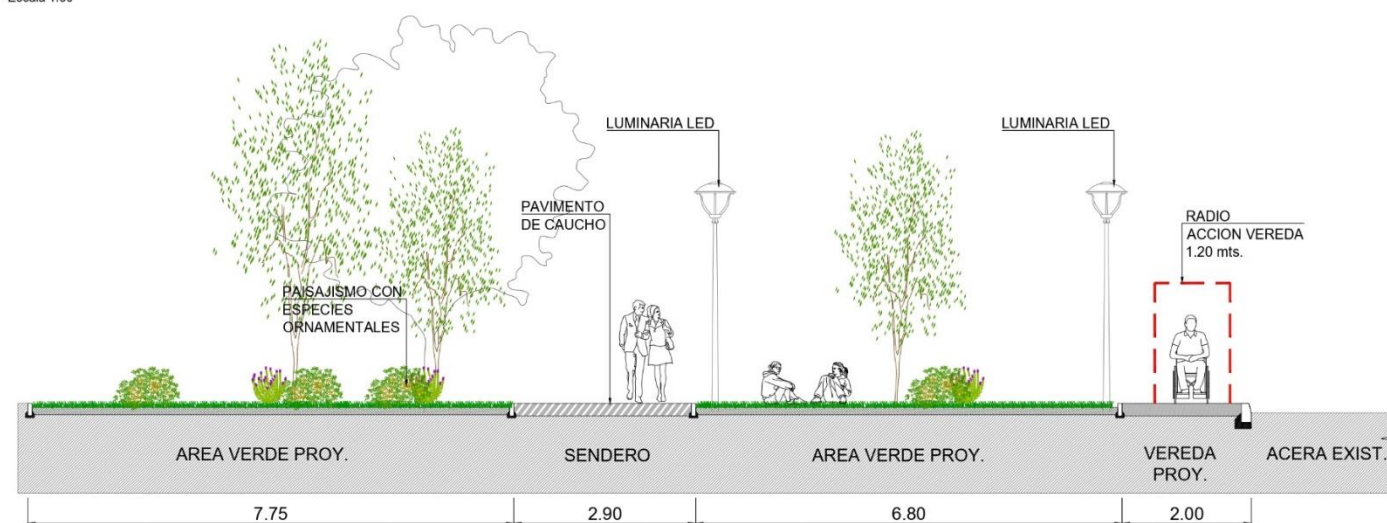 LUMINARIA LED
LUMINARIA LED
PAVIMENTO
DE CAUCHO
RADIO
ACCION VEREDA
1.20 mts.
PAISAJISMO CON
ESPECIES
ORNAMENTALES
AREA VERDE PROY.
SENDERO
AREA VERDE PROY.
VEREDA
PROY.
ACERA EXIST.
7.75
2.90
6.80
2.00